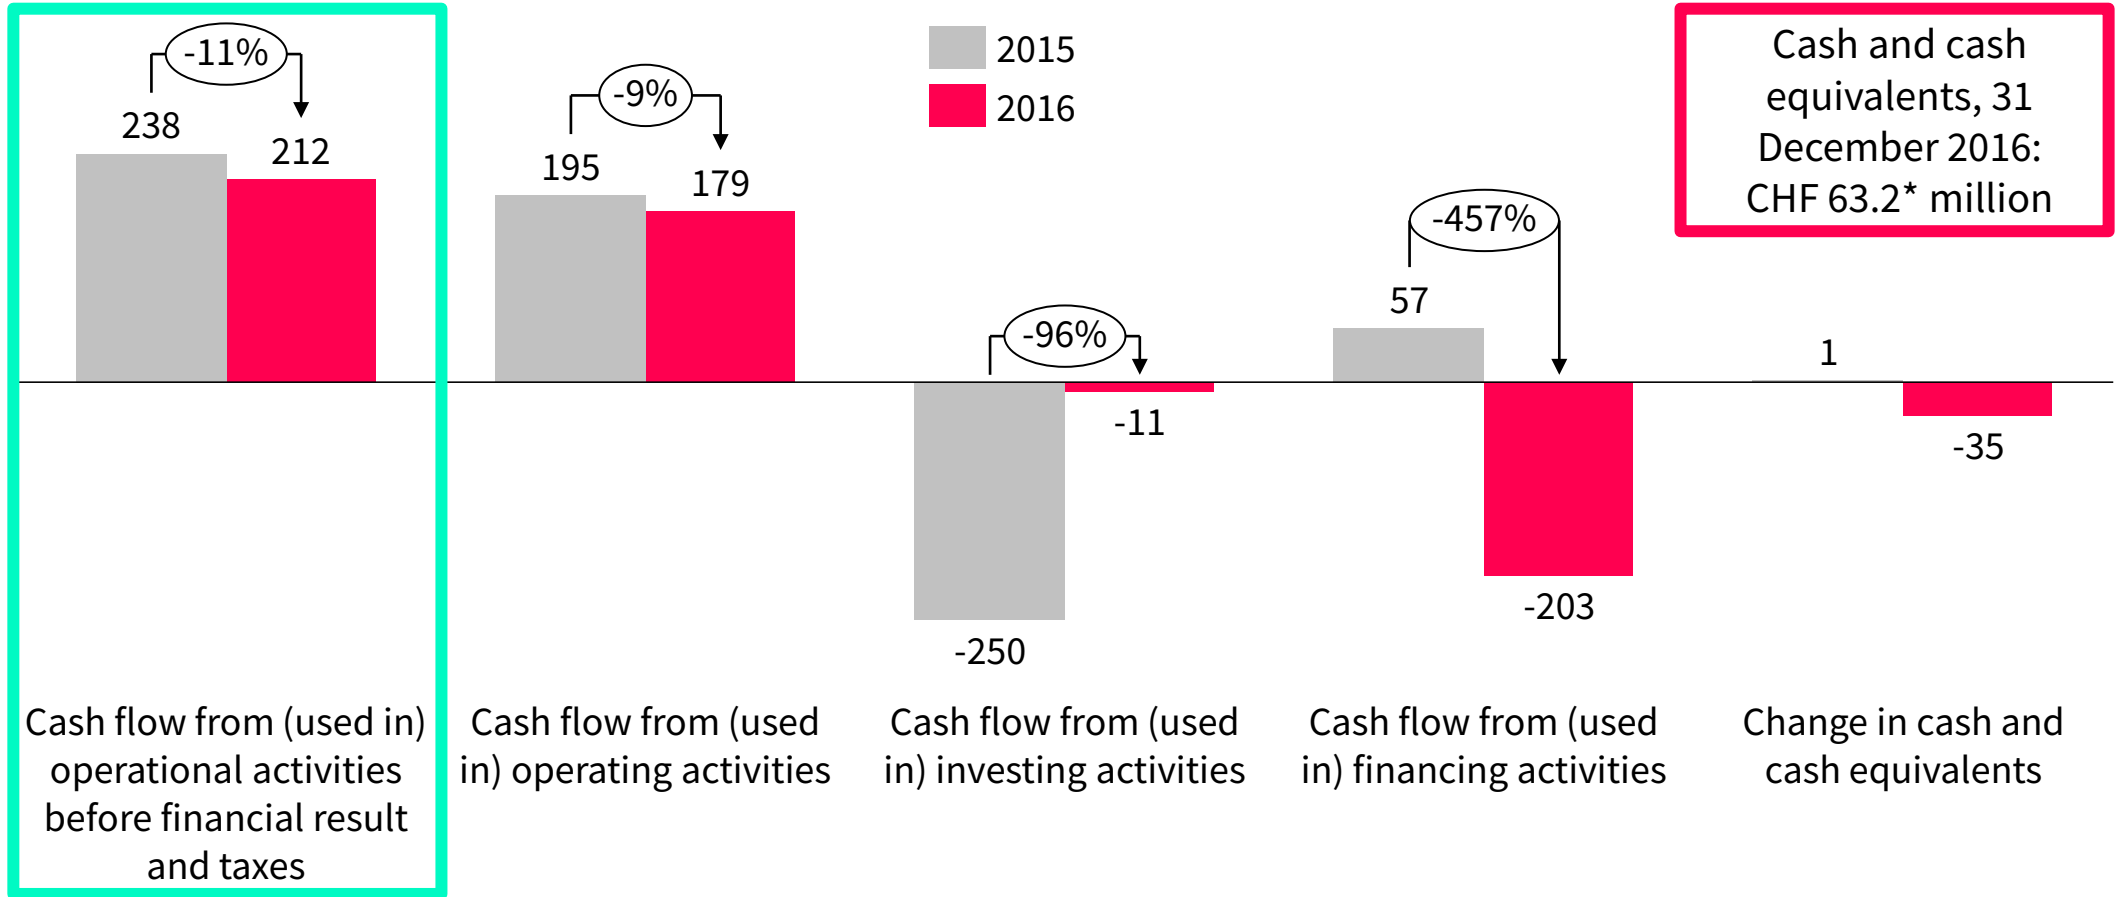 -11%
238
212
-9%
195
179
2015
2016
Cash and cash
equivalents, 31
December 2016:
CHF 63.2* million
-96%
-250
-11
-457%
57
-203
1
-35
Cash flow from (used in)
operational activities
before financial result
and taxes
Cash flow from (used
in) operating activities
Cash flow from (used
in) investing activities
Cash flow from (used
in) financing activities
Change in cash and
cash equivalents